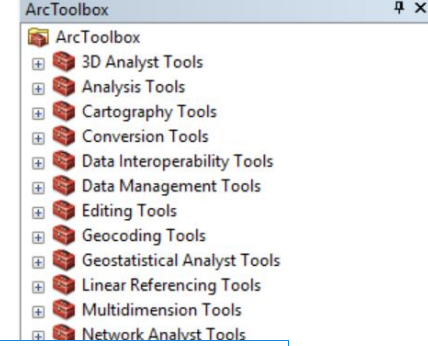 ArcToolbox
ArcToolbox
3D Analyst Tools
Analysis Tools
Cartography Tools
Conversion Tools
Data Interoperability Tools
Data Management Tools
Editing Tools
Geocoding Tools
Geostatistical Analyst Tools
Linear Referencing Tools
Multidimension Tools
Network Analyst Tools